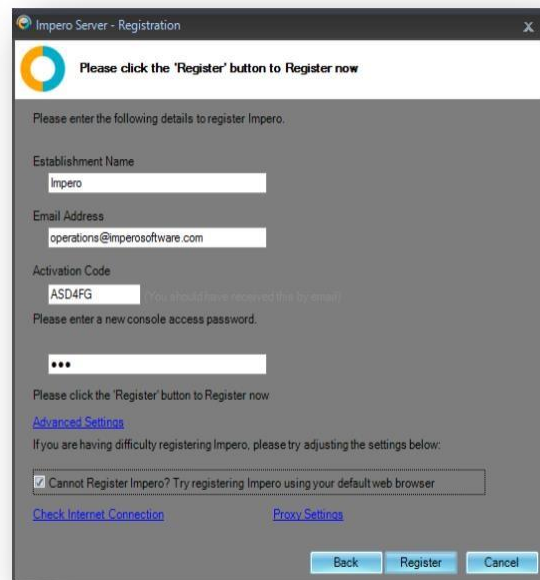 Impero Server - Registration
x
Please click the 'Register' button to Register now
Please enter the following details to register Impero.
Establishment Name
Impero
Email Address
operations@imperosoftware.com
Activation Code
ASD4FG (You should have received this by email)
Please enter a new console access password.
•••
Please click the 'Register' button to Register now
Advanced Settings
If you are having difficulty registering Impero, please try adjusting the settings below:
Cannot Register Impero? Try registering Impero using your default web browser
Check Internet Connection Proxy Settings
Back Register Cancel